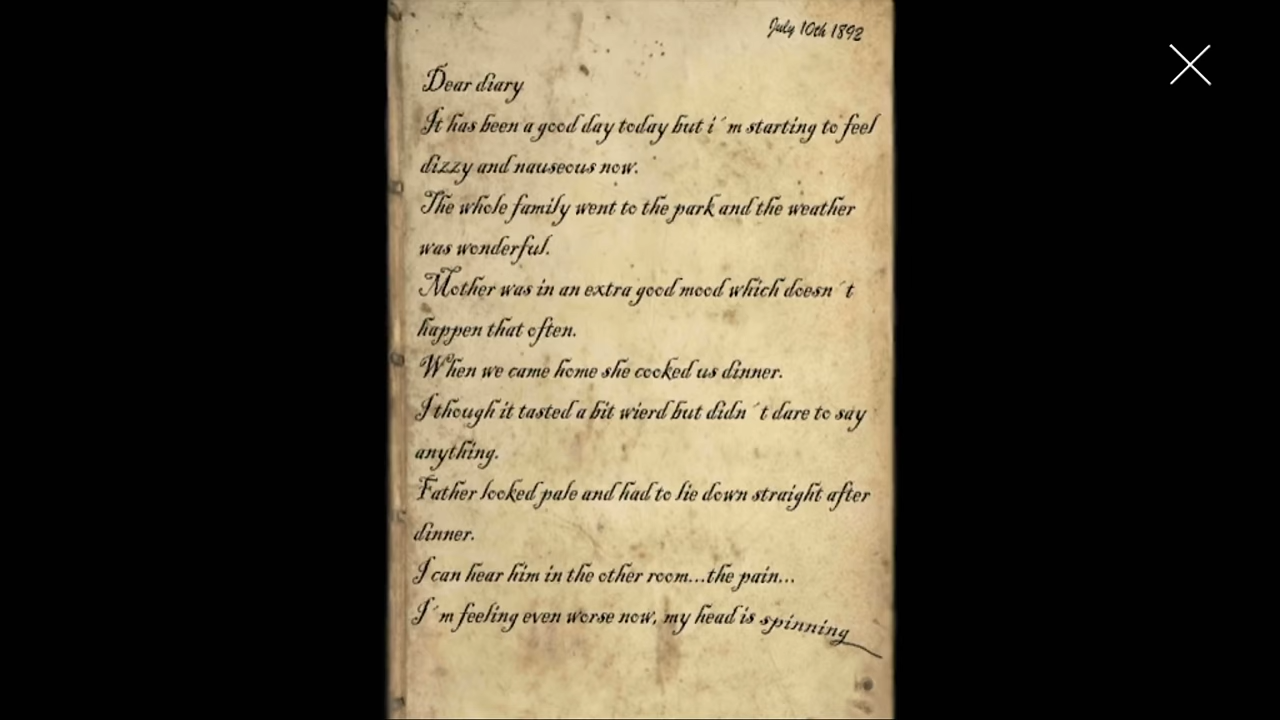 July 10th 1892
Dear diary
It has been a good day today but i´m starting to feel
dizzy and nauseous now.
The whole family went to the park and the weather
was wonderful.
Mother was in an extra good mood which doesn´t
happen that often.
When we came home she cooked us dinner.
I though it tasted a bit wierd but didn´t dare to say
anything.
Father looked pale and had to lie down straight after
dinner.
I can hear him in the other room...the pain...
I´m feeling even worse now, my head is spinning